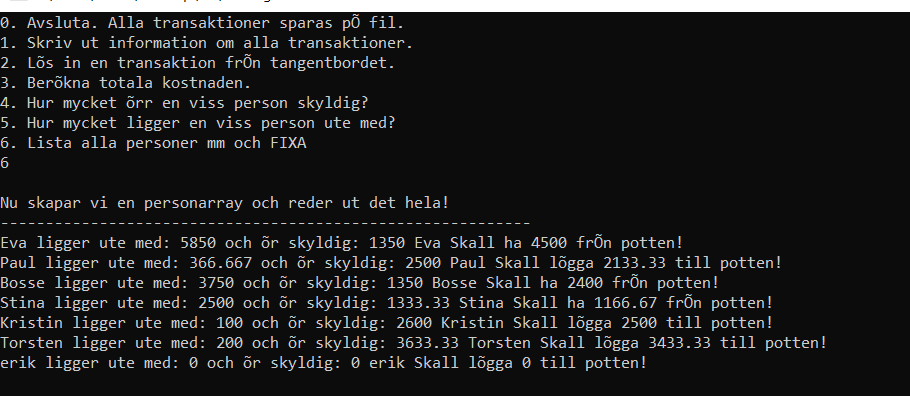 0. Avsluta. Alla transaktioner sparas pÕ fil.
1. Skriv ut information om alla transaktioner.
2. Lõs in en transaktion frÕn tangentbordet.
3. Berõkna totala kostnaden.
4. Hur mycket õrr en viss person skyldig?
5. Hur mycket ligger en viss person ute med?
6. Lista alla personer mm och FIXA
6
Nu skapar vi en personarray och reder ut det hela!
-----------------------------------------------------------
Eva ligger ute med: 5850 och õr skyldig: 1350 Eva Skall ha 4500 frÕn potten!
Paul ligger ute med: 366.667 och õr skyldig: 2500 Paul Skall lõgga 2133.33 till potten!
Bosse ligger ute med: 3750 och õr skyldig: 1350 Bosse Skall ha 2400 frÕn potten!
Stina ligger ute med: 2500 och õr skyldig: 1333.33 Stina Skall ha 1166.67 frÕn potten!
Kristin ligger ute med: 100 och õr skyldig: 2600 Kristin Skall lõgga 2500 till potten!
Torsten ligger ute med: 200 och õr skyldig: 3633.33 Torsten Skall lõgga 3433.33 till potten!
erik ligger ute med: 0 och õr skyldig: 0 erik Skall lõgga 0 till potten!